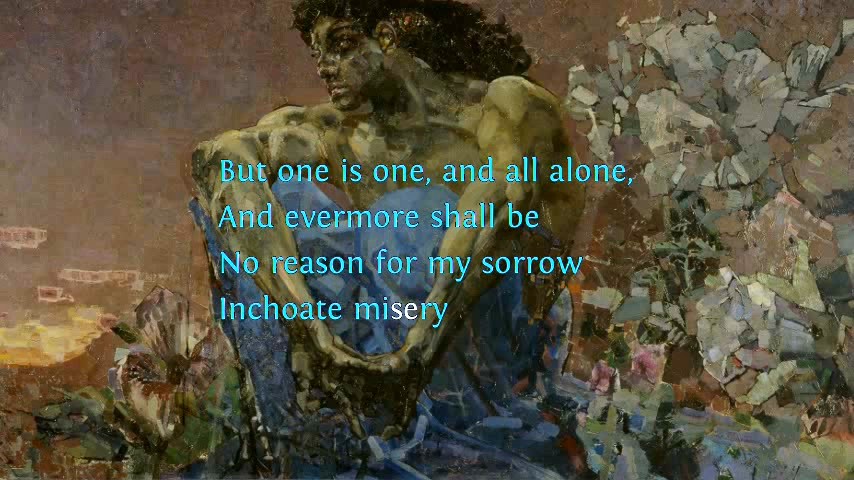 But one is one, and all alone,
And evermore shall be
No reason for my sorrow
Inchoate misery